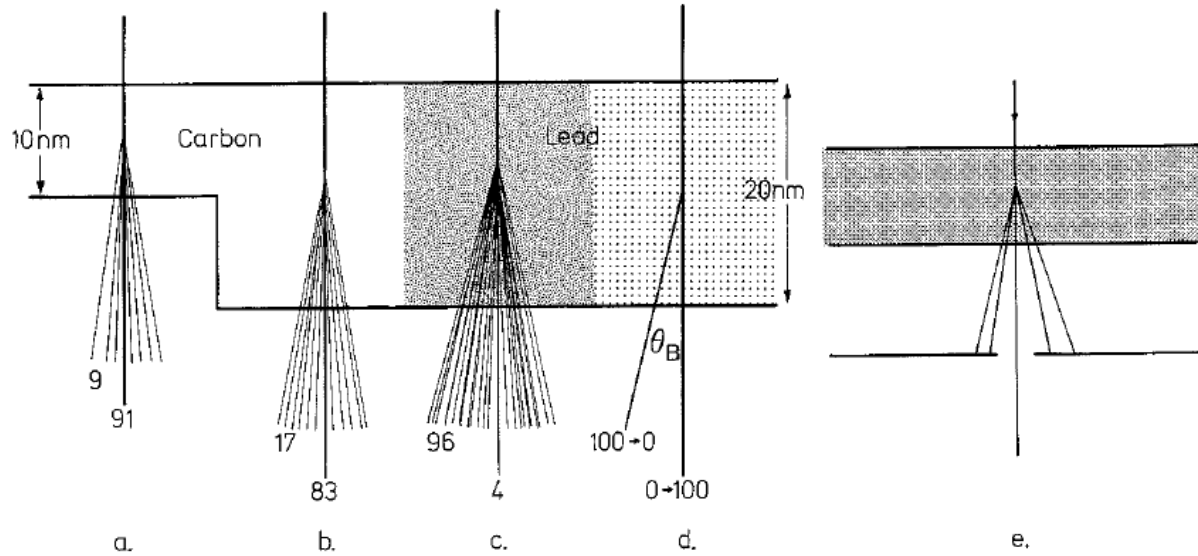 10nm
Carbon
Lead
20nm
θB
9
91
17
83
96
4
100→0
0→100
a.
b.
c.
d.
e.